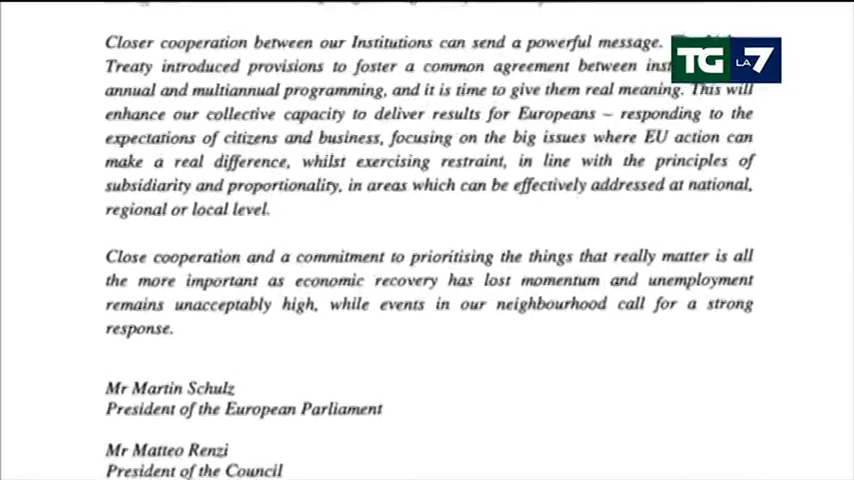 Closer cooperation between our Institutions can send a powerful message.
TG LA 7
Treaty introduced provisions to foster a common agreement between
annual and multiannual programming, and it is time to give them real meaning. This will
enhance our collective capacity to deliver results for Europeans – responding to the
expectations of citizens and business, focusing on the big issues where EU action can
make a real difference, whilst exercising restraint, in line with the principles of
subsidiarity and proportionality, in areas which can be effectively addressed at national,
regional or local level.
Close cooperation and a commitment to prioritising the things that really matter is all
the more important as economic recovery has lost momentum and unemployment
remains unacceptably high, while events in our neighbourhood call for a strong
response.
Mr Martin Schulz
President of the European Parliament
Mr Matteo Renzi
President of the Council